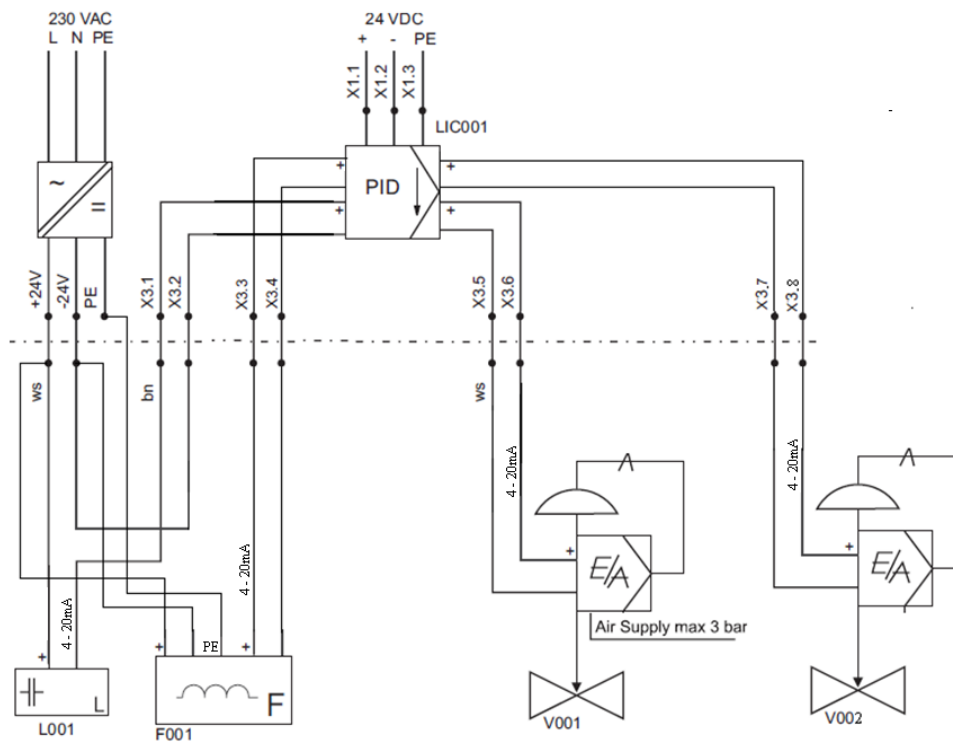 230 VAC
L N PE
24 VDC
+ - PE
X1.1
X1.2
X1.3
LIC001
~
=
PID
+
+
+
+
+24V
-24V
PE
X3.1
X3.2
X3.3
X3.4
X3.5
X3.6
X3.7
X3.8
ws
bn
ws
4 - 20mA
4 - 20mA
4 - 20mA
4 - 20mA
+
+
PE
+
+
E/A
+
E/A
Air Supply max 3 bar
L
F
L001
F001
V001
V002